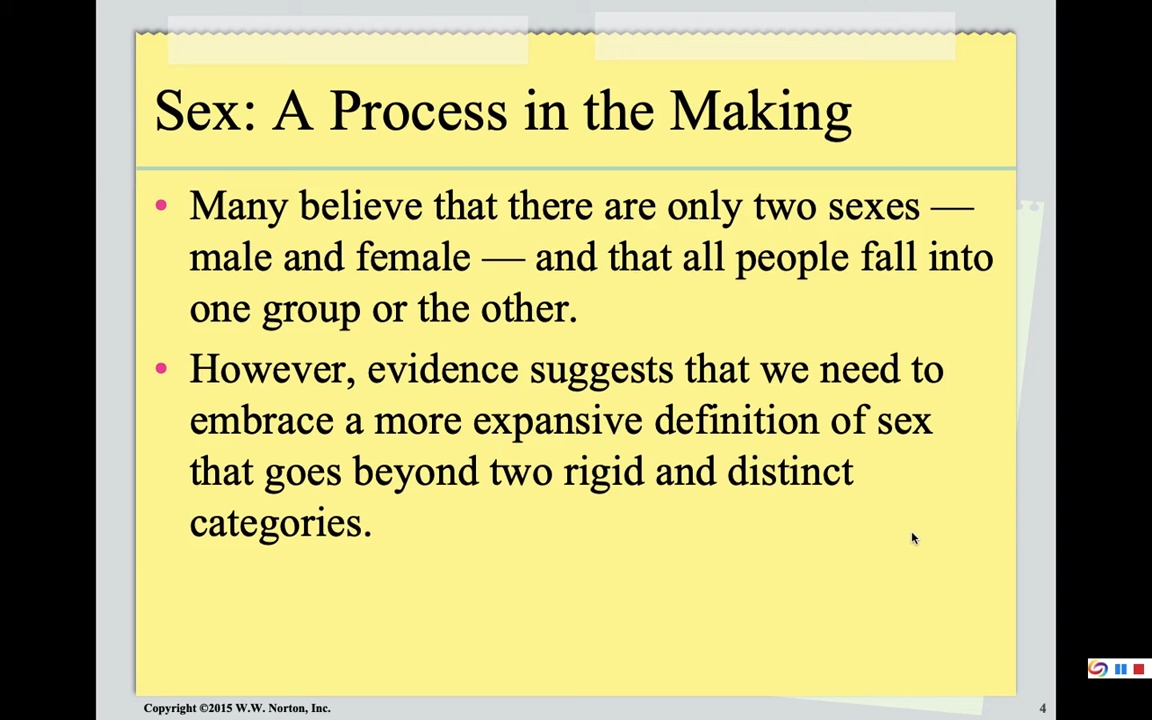 Sex: A Process in the Making
• Many believe that there are only two sexes —
male and female — and that all people fall into
one group or the other.
• However, evidence suggests that we need to
embrace a more expansive definition of sex
that goes beyond two rigid and distinct
categories.
Copyright ©2015 W.W. Norton, Inc.
4